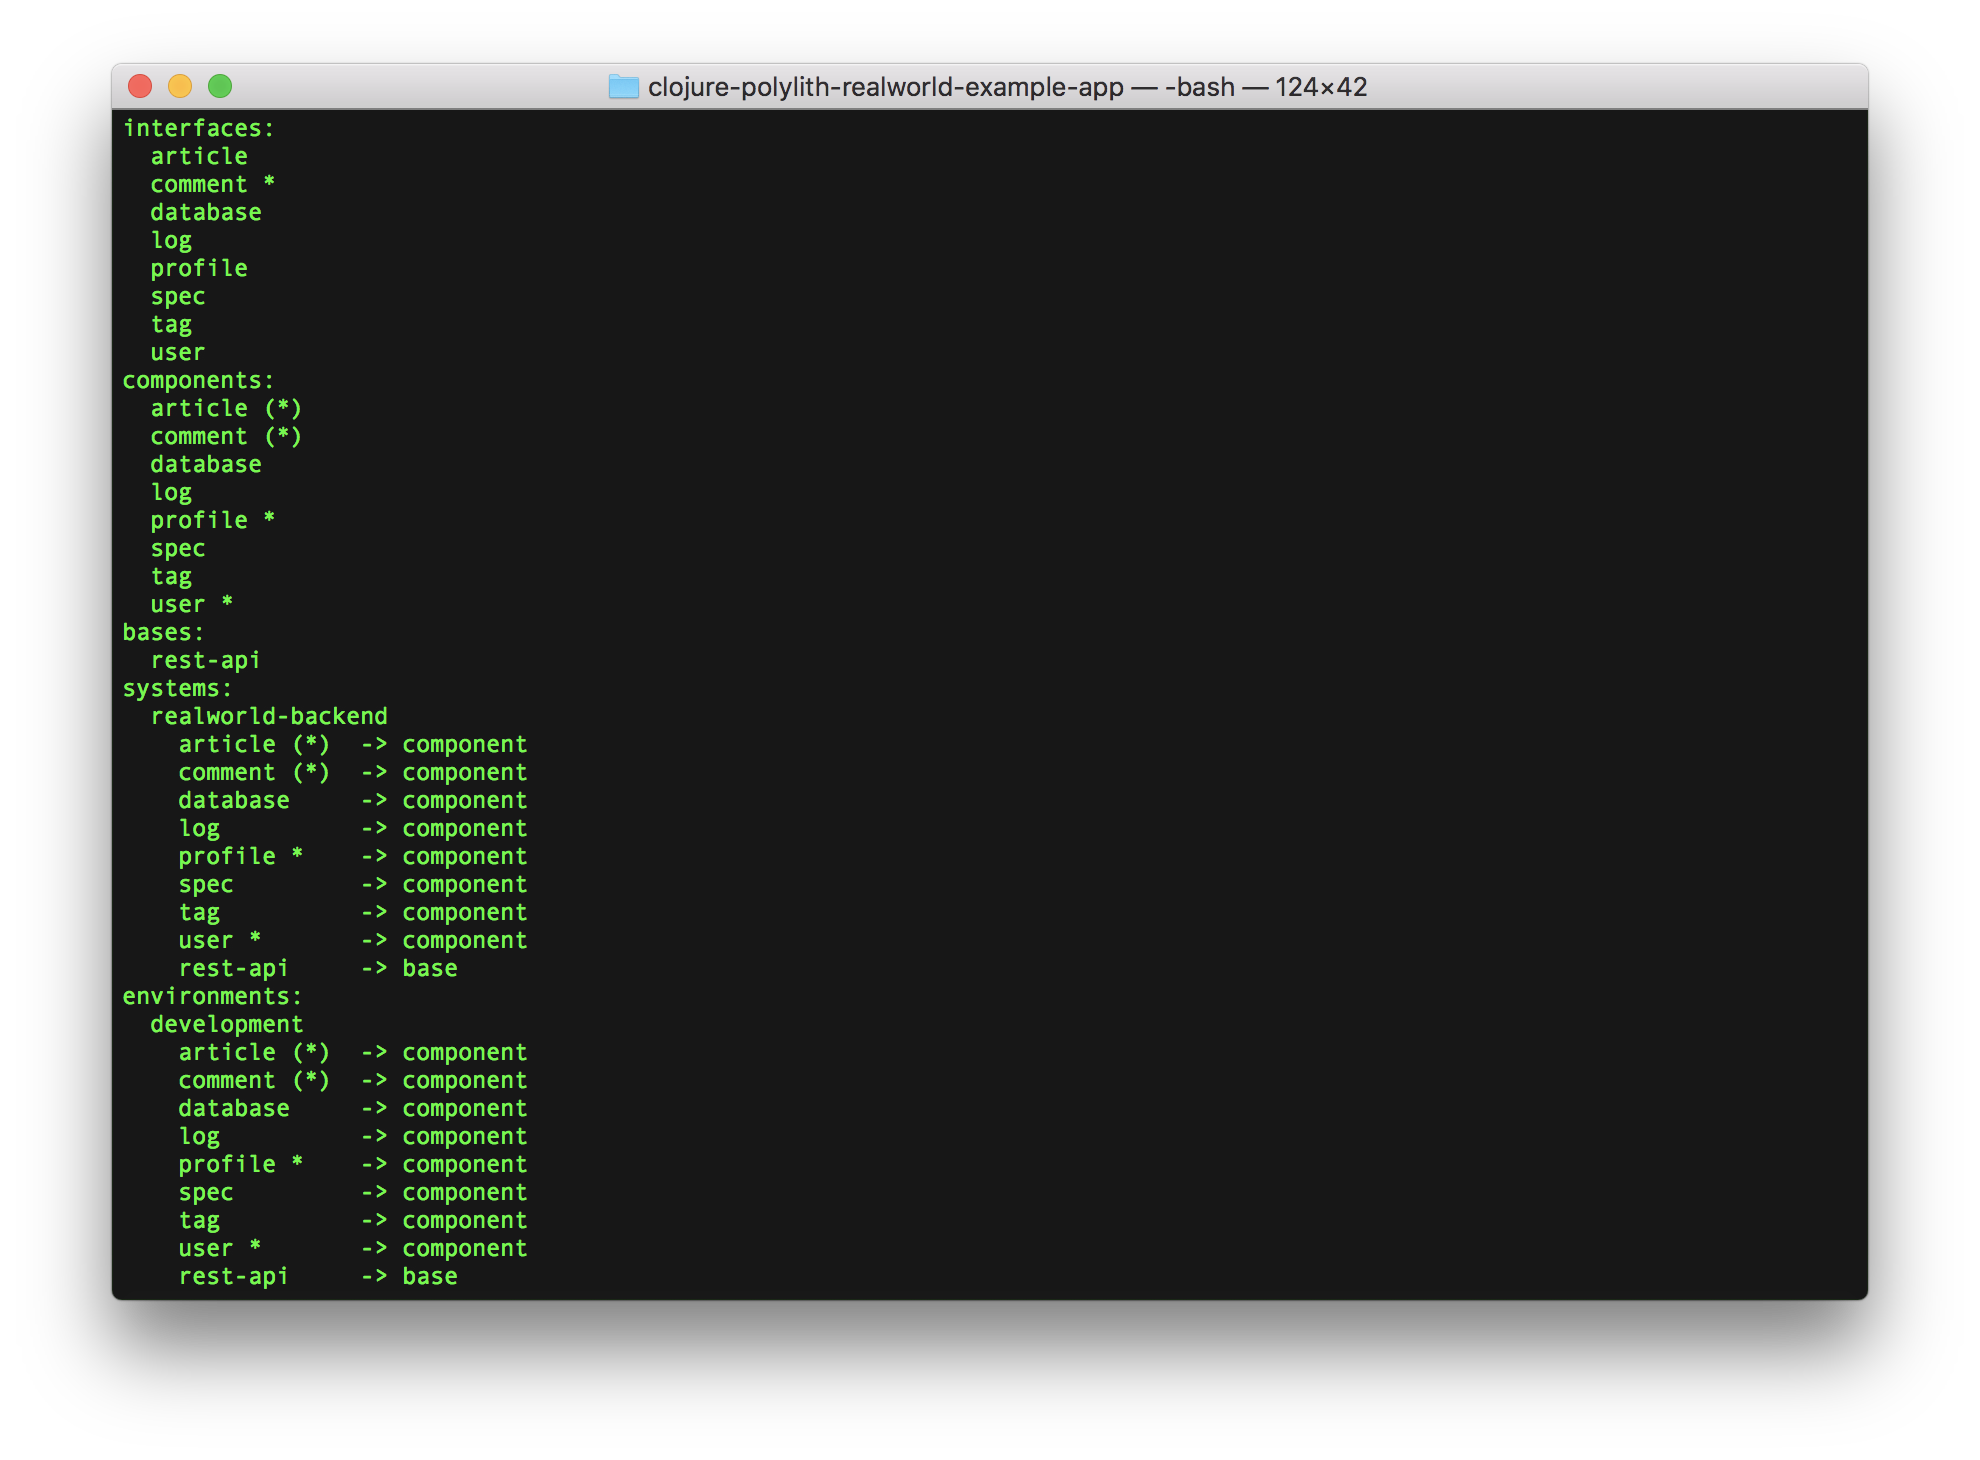 clojure-polylith-realworld-example-app — -bash — 124×42
interfaces:
  article
  comment *
  database
  log
  profile
  spec
  tag
  user
components:
  article (*)
  comment (*)
  database
  log
  profile *
  spec
  tag
  user *
bases:
  rest-api
systems:
  realworld-backend
    article (*)  -> component
    comment (*)  -> component
    database     -> component
    log          -> component
    profile *    -> component
    spec         -> component
    tag          -> component
    user *       -> component
    rest-api     -> base
environments:
  development
    article (*)  -> component
    comment (*)  -> component
    database     -> component
    log          -> component
    profile *    -> component
    spec         -> component
    tag          -> component
    user *       -> component
    rest-api     -> base